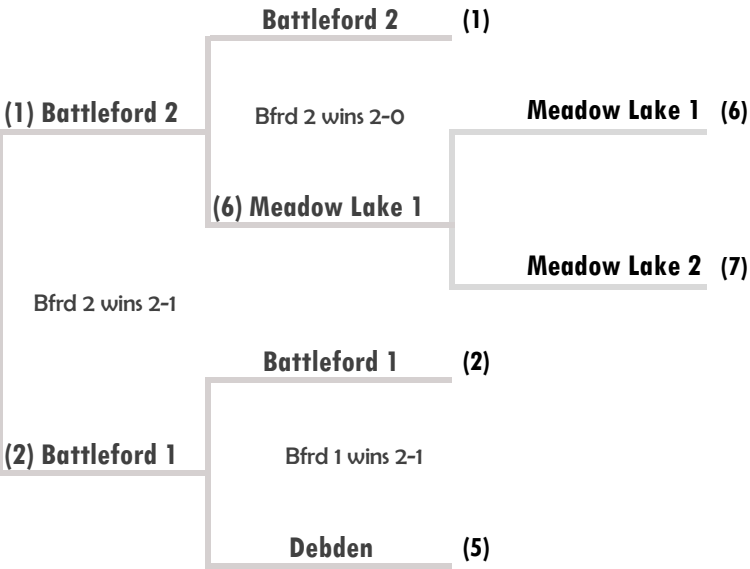 Battleford 2 (1)
(1) Battleford 2
Bfrd 2 wins 2-0
Meadow Lake 1 (6)
(6) Meadow Lake 1
Meadow Lake 2 (7)
Bfrd 2 wins 2-1
Battleford 1 (2)
(2) Battleford 1
Bfrd 1 wins 2-1
Debden (5)